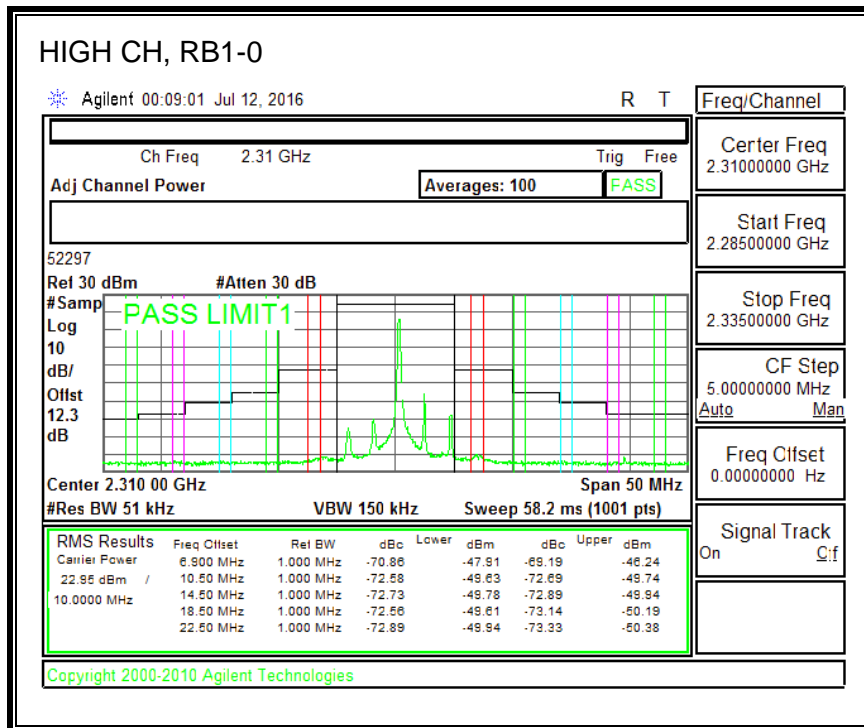 HIGH CH, RB1-0
Agilent 00:09:01 Jul 12, 2016 R T
Freq/Channel
Ch Freq 2.31 GHz Trig Free
Adj Channel Power Averages: 100 PASS
Center Freq
2.31000000 GHz
Start Freq
2.28500000 GHz
Stop Freq
2.33500000 GHz
CF Step
5.00000000 MHz
Auto Man
Freq Offset
0.00000000 Hz
Signal Track
On Off
52297
Ref 30 dBm #Atten 30 dB
#Samp
Log
10
dB/
Offst
12.3
dB
PASS LIMIT1
Center 2.310 00 GHz Span 50 MHz
#Res BW 51 kHz VBW 150 kHz Sweep 58.2 ms (1001 pts)
RMS Results Freq Offset Ref BW dBc Lower dBm dBc Upper dBm
Carrier Power 6.900 MHz 1.000 MHz -70.86 -47.91 -69.19 -46.24
22.95 dBm / 10.50 MHz 1.000 MHz -72.58 -49.63 -72.69 -49.74
10.0000 MHz 14.50 MHz 1.000 MHz -72.73 -49.78 -72.89 -49.94
18.50 MHz 1.000 MHz -72.56 -49.61 -73.14 -50.19
22.50 MHz 1.000 MHz -72.89 -49.94 -73.33 -50.38
Copyright 2000-2010 Agilent Technologies